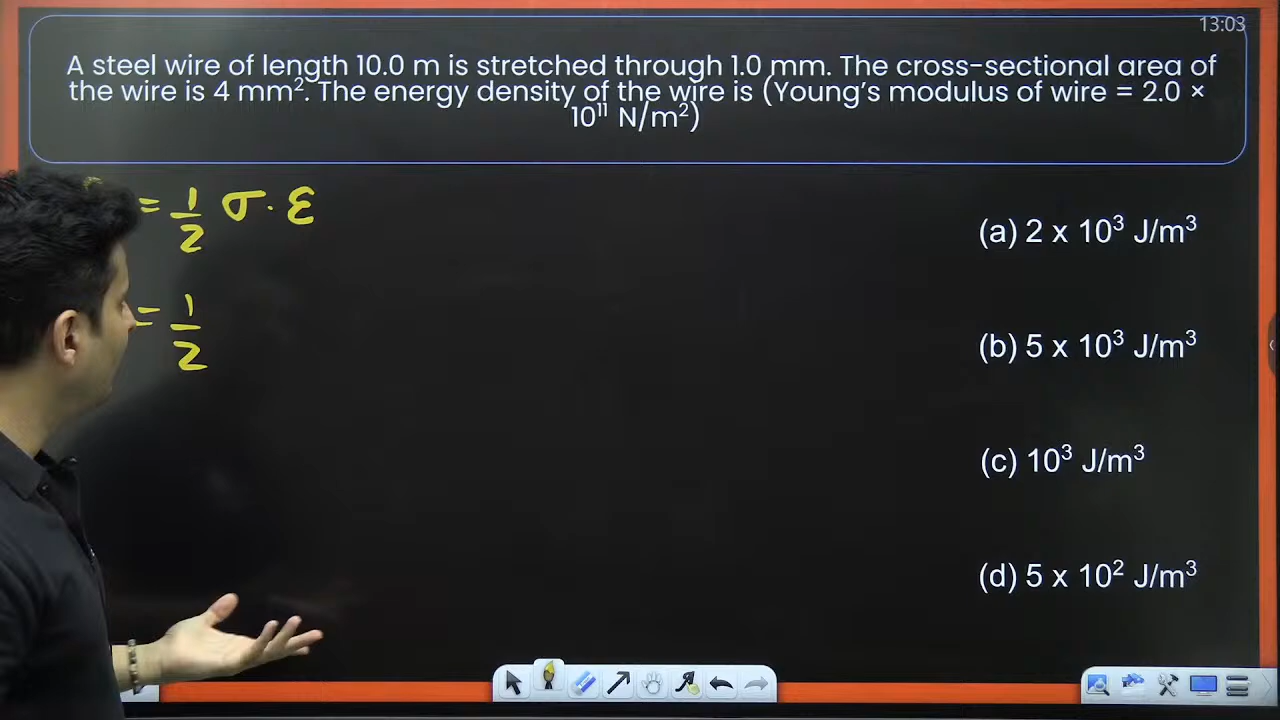 13:03
A steel wire of length 10.0 m is stretched through 1.0 mm. The cross-sectional area of
the wire is 4 mm². The energy density of the wire is (Young's modulus of wire = 2.0 ×
10¹¹ N/m²)
= 1/2 σ · ε
(a) 2 x 10³ J/m³
= 1/2
(b) 5 x 10³ J/m³
(c) 10³ J/m³
(d) 5 x 10² J/m³